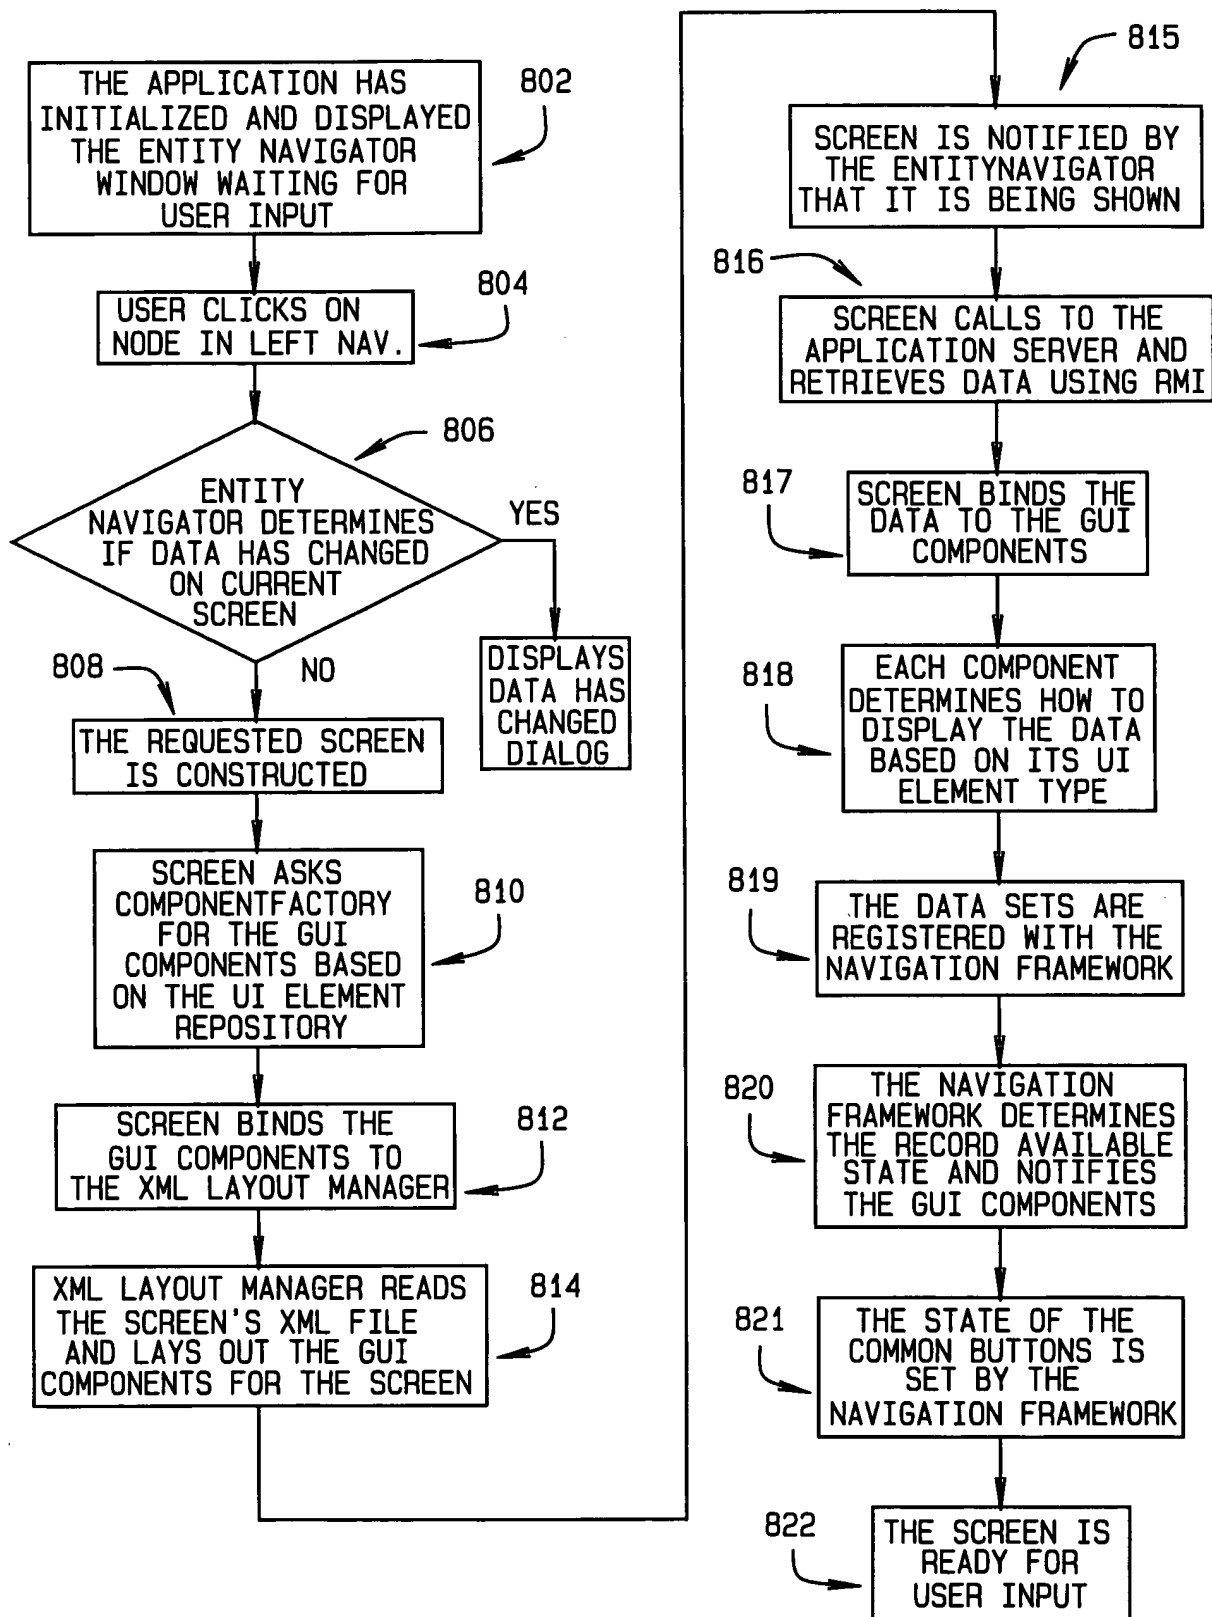 THE APPLICATION HAS
INITIALIZED AND DISPLAYED
THE ENTITY NAVIGATOR
WINDOW WAITING FOR
USER INPUT
802
USER CLICKS ON
NODE IN LEFT NAV.
804
806
ENTITY
NAVIGATOR DETERMINES
IF DATA HAS CHANGED
ON CURRENT
SCREEN
YES
DISPLAYS
DATA HAS
CHANGED
DIALOG
NO
808
THE REQUESTED SCREEN
IS CONSTRUCTED
SCREEN ASKS
COMPONENTFACTORY
FOR THE GUI
COMPONENTS BASED
ON THE UI ELEMENT
REPOSITORY
810
SCREEN BINDS THE
GUI COMPONENTS TO
THE XML LAYOUT MANAGER
812
XML LAYOUT MANAGER READS
THE SCREEN'S XML FILE
AND LAYS OUT THE GUI
COMPONENTS FOR THE SCREEN
814
815
SCREEN IS NOTIFIED BY
THE ENTITYNAVIGATOR
THAT IT IS BEING SHOWN
816
SCREEN CALLS TO THE
APPLICATION SERVER AND
RETRIEVES DATA USING RMI
817
SCREEN BINDS THE
DATA TO THE GUI
COMPONENTS
818
EACH COMPONENT
DETERMINES HOW TO
DISPLAY THE DATA
BASED ON ITS UI
ELEMENT TYPE
819
THE DATA SETS ARE
REGISTERED WITH THE
NAVIGATION FRAMEWORK
820
THE NAVIGATION
FRAMEWORK DETERMINES
THE RECORD AVAILABLE
STATE AND NOTIFIES
THE GUI COMPONENTS
821
THE STATE OF THE
COMMON BUTTONS IS
SET BY THE
NAVIGATION FRAMEWORK
822
THE SCREEN IS
READY FOR
USER INPUT